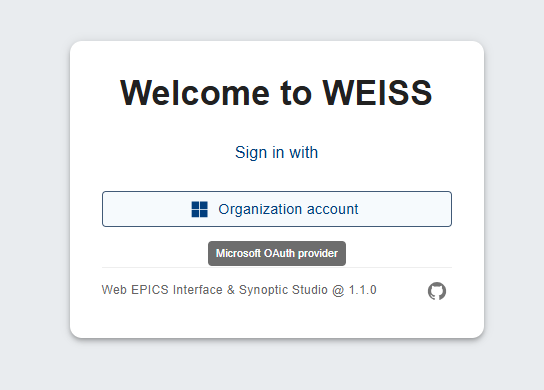 Welcome to WEISS
Sign in with
Organization account
Microsoft OAuth provider
Web EPICS Interface & Synoptic Studio @ 1.1.0